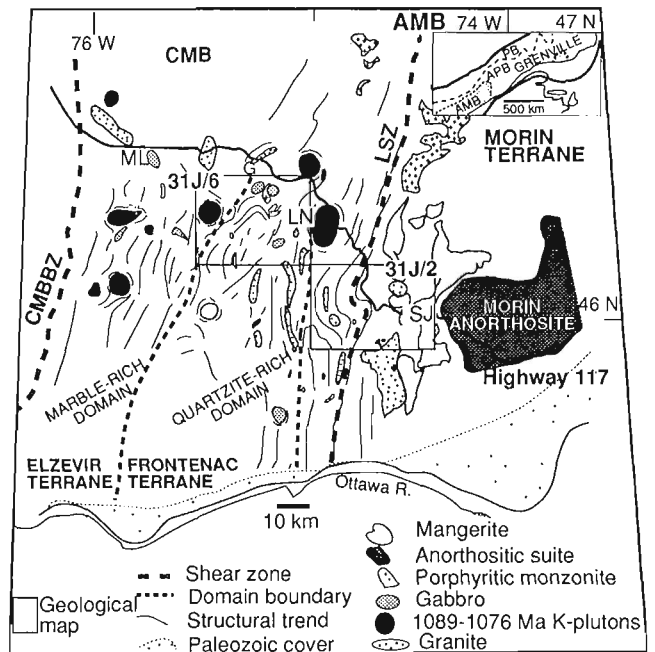 76 W
AMB
74 W
47 N
CMB
PB
APB
GRENVILLE
AMB
500 km
LSZ
MORIN
TERRANE
ML
31J/6
LN
31J/2
SJ
CMBBZ
MORIN
ANORTHOSITE
46 N
Highway 117
MARBLE-RICH
DOMAIN
QUARTZITE-RICH
DOMAIN
ELZEVIR
TERRANE
FRONTENAC
TERRANE
Ottawa R.
10 km
Mangerite
Anorthositic suite
Porphyritic monzonite
Gabbro
1089-1076 Ma K-plutons
Granite
Shear zone
Domain boundary
Structural trend
Paleozoic cover
Geological
map